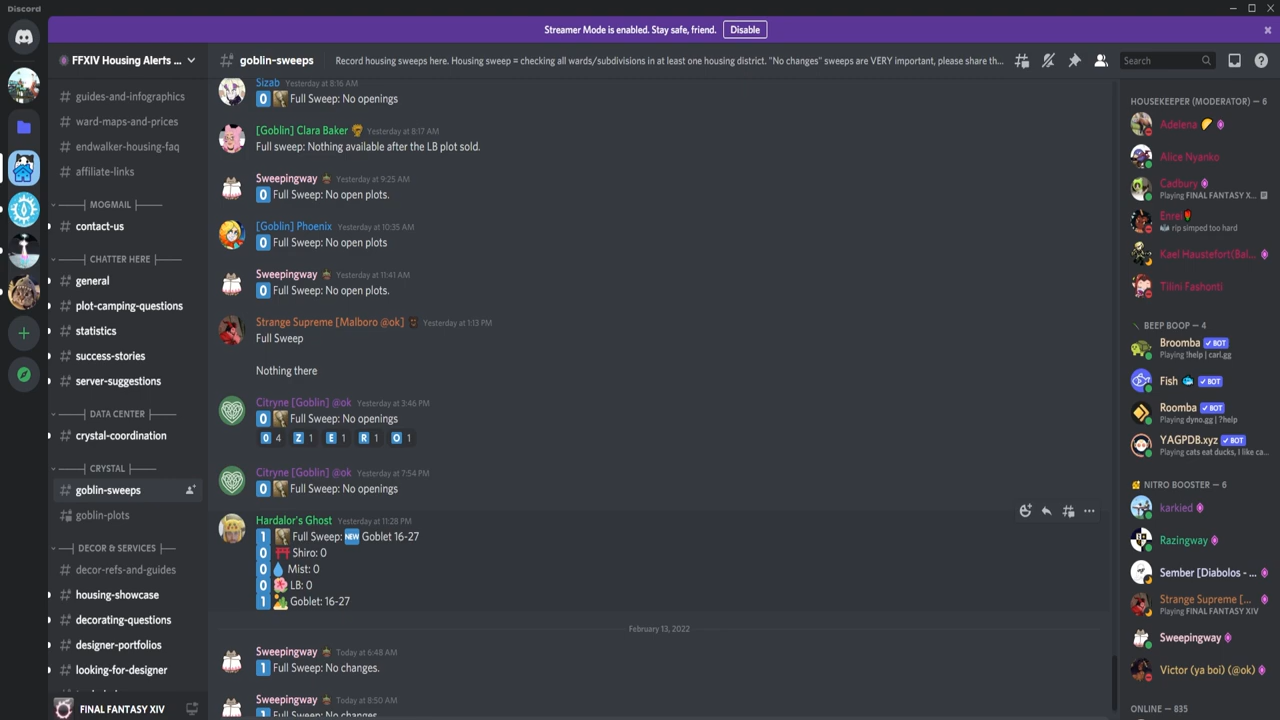 Discord
Streamer Mode is enabled. Stay safe, friend.
Disable
FFXIV Housing Alerts ...
guides-and-infographics
ward-maps-and-prices
endwalker-housing-faq
affiliate-links
MOGMAIL
contact-us
CHATTER HERE
general
plot-camping-questions
statistics
success-stories
server-suggestions
DATA CENTER
crystal-coordination
CRYSTAL
goblin-sweeps
goblin-plots
DECOR & SERVICES
decor-refs-and-guides
housing-showcase
decorating-questions
designer-portfolios
looking-for-designer
FINAL FANTASY XIV
goblin-sweeps
Record housing sweeps here. Housing sweep = checking all wards/subdivisions in at least one housing district. "No changes" sweeps are VERY important, please share th...
Search
Sizab Yesterday at 8:16 AM
0 Full Sweep: No openings
[Goblin] Clara Baker Yesterday at 8:17 AM
Full sweep: Nothing available after the LB plot sold.
Sweepingway Yesterday at 9:25 AM
0 Full Sweep: No open plots.
[Goblin] Phoenix Yesterday at 10:35 AM
0 Full Sweep: No open plots
Sweepingway Yesterday at 11:41 AM
0 Full Sweep: No open plots.
Strange Supreme [Malboro @ok] Yesterday at 1:13 PM
Full Sweep
Nothing there
Citryne [Goblin] @ok Yesterday at 3:46 PM
0 Full Sweep: No openings
0 4 Z 1 E 1 R 1 O 1
Citryne [Goblin] @ok Yesterday at 7:54 PM
0 Full Sweep: No openings
Hardalor's Ghost Yesterday at 11:28 PM
1 Full Sweep: NEW Goblet 16-27
0 Shiro: 0
0 Mist: 0
0 LB: 0
1 Goblet: 16-27
February 13, 2022
Sweepingway Today at 6:48 AM
1 Full Sweep: No changes.
Sweepingway Today at 8:50 AM
1 Full Sweep: No changes
HOUSEKEEPER (MODERATOR) — 6
Adelena
Alice Nyanko
Cadbury
Playing FINAL FANTASY X...
Enrei
rip simped too hard
Kael Haustefort(Bal...
Tilini Fashonti
BEEP BOOP — 4
Broomba BOT
Playing !help | carl.gg
Fish BOT
Roomba BOT
Playing dyno.gg | ?help
YAGPDB.xyz BOT
Playing cats eat ducks, I like ca...
NITRO BOOSTER — 6
karkied
Razingway
Sember [Diabolos - ...
Strange Supreme [...
Playing FINAL FANTASY XIV
Sweepingway
Victor (ya boi) (@ok)
ONLINE — 835